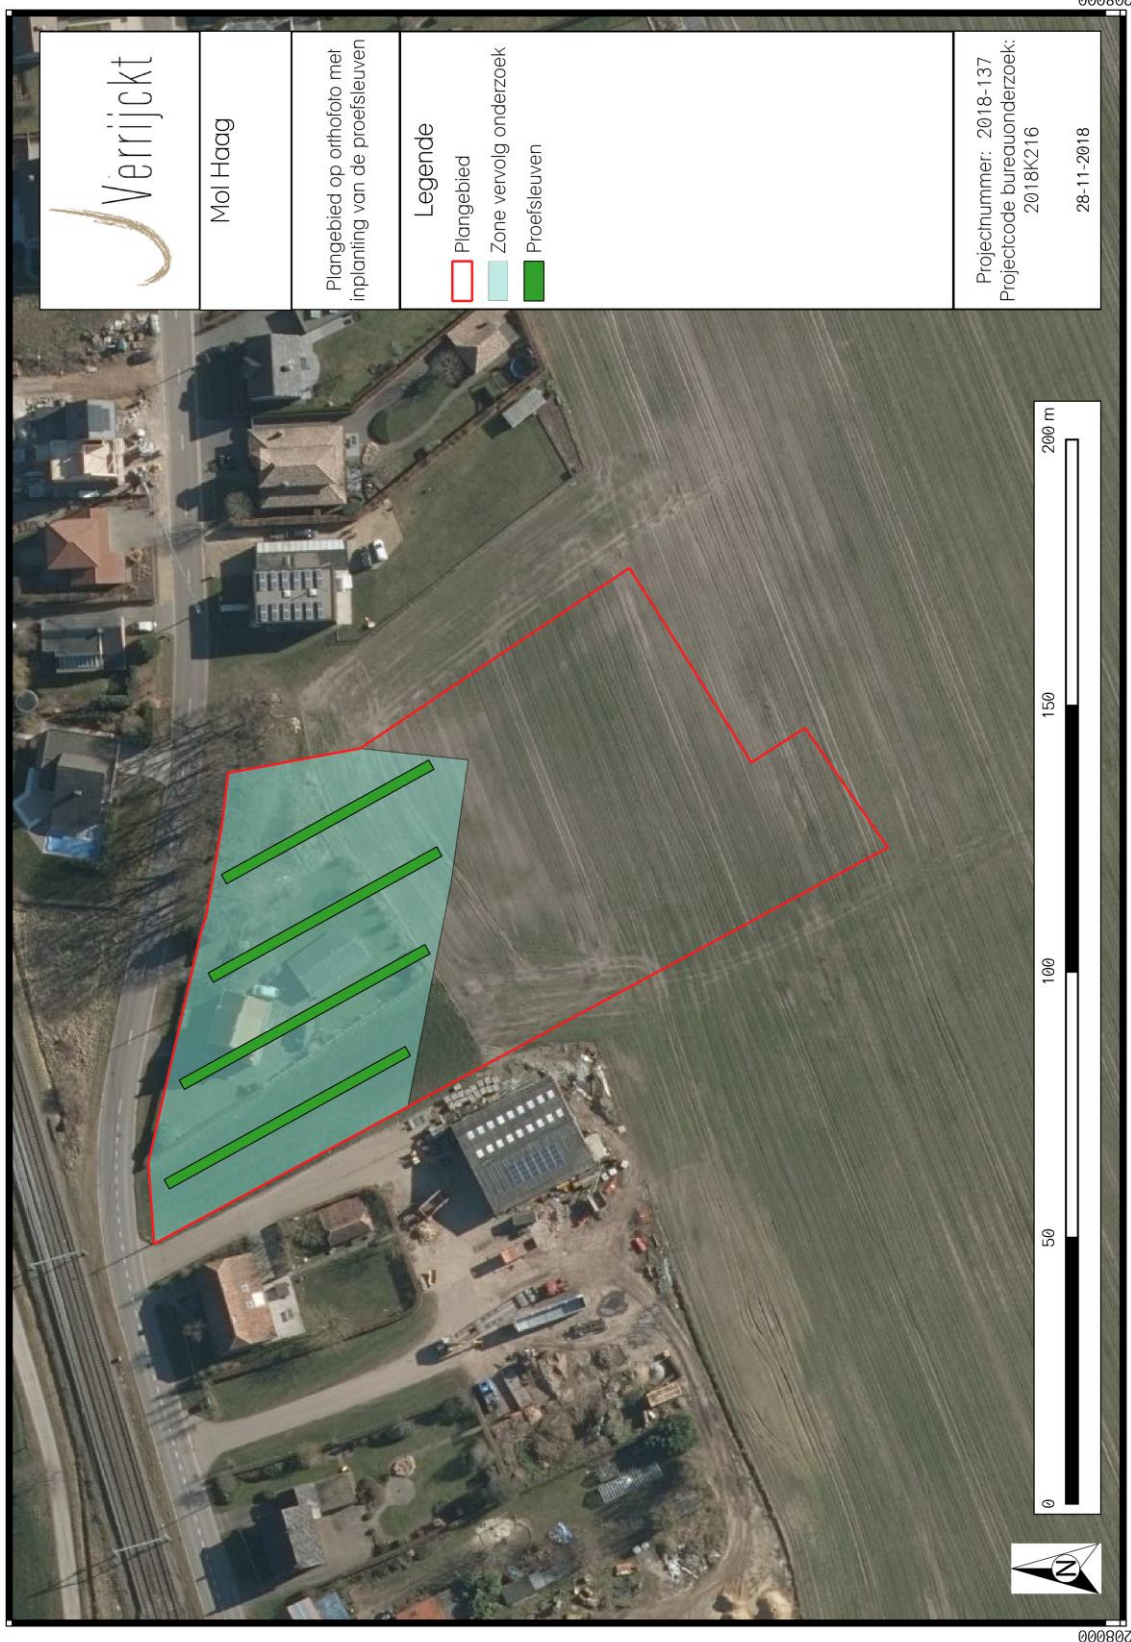 Verrijckt
Mol Haag
Plangebied op orthofoto met
inplanting van de proefsleuven
Legende
Plangebied
Zone vervolg onderzoek
Proefsleuven
Projectnummer: 2018-137
Projectcode bureauonderzoek:
2018K216
28-11-2018
0
50
100
150
200 m
N
208000